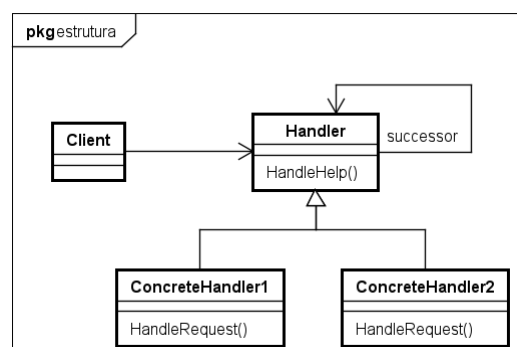 pkg estrutura
Client
Handler
successor
HandleHelp()
ConcreteHandler1
ConcreteHandler2
HandleRequest()
HandleRequest()